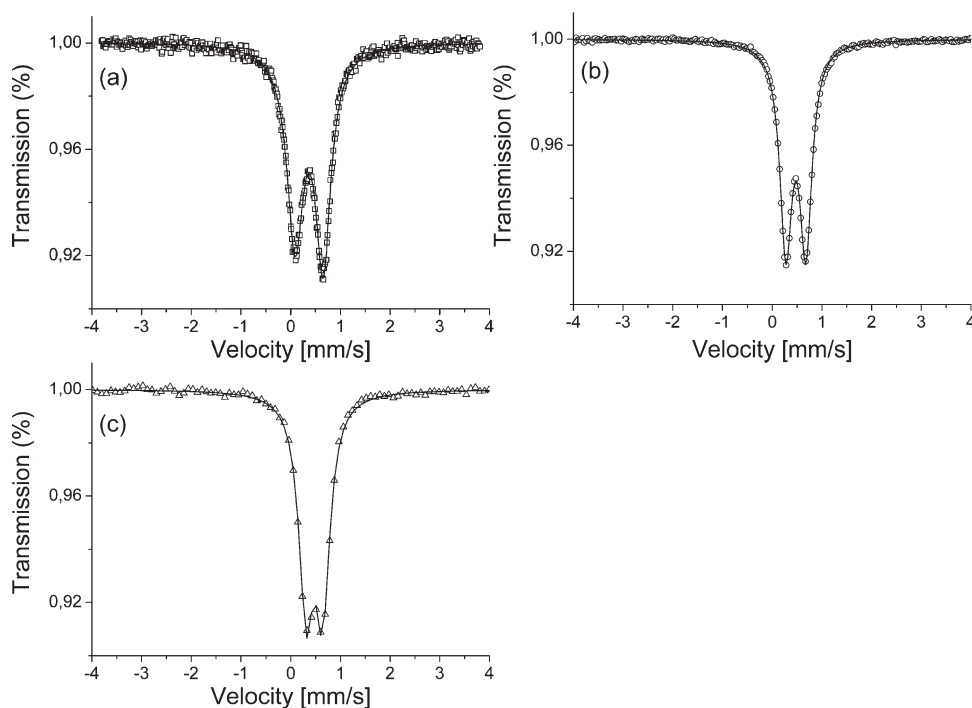 1,00
(a)
0,96
0,92
Transmission (%)
-4 -3 -2 -1 0 1 2 3 4
Velocity [mm/s]
1,00
(b)
0,96
0,92
Transmission (%)
-4 -3 -2 -1 0 1 2 3 4
Velocity [mm/s]
1,00
(c)
0,96
0,92
Transmission (%)
-4 -3 -2 -1 0 1 2 3 4
Velocity [mm/s]